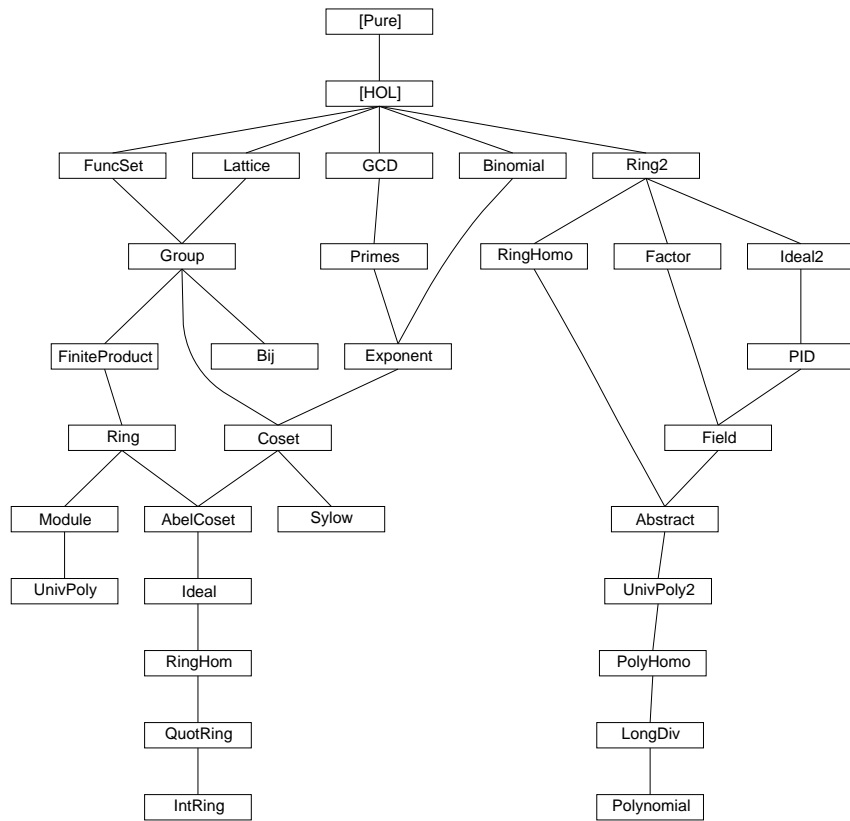 [Pure]
[HOL]
FuncSet
Lattice
GCD
Binomial
Ring2
Group
Primes
RingHomo
Factor
Ideal2
FiniteProduct
Bij
Exponent
PID
Ring
Coset
Field
Module
AbelCoset
Sylow
Abstract
UnivPoly
Ideal
UnivPoly2
RingHom
PolyHomo
QuotRing
LongDiv
IntRing
Polynomial